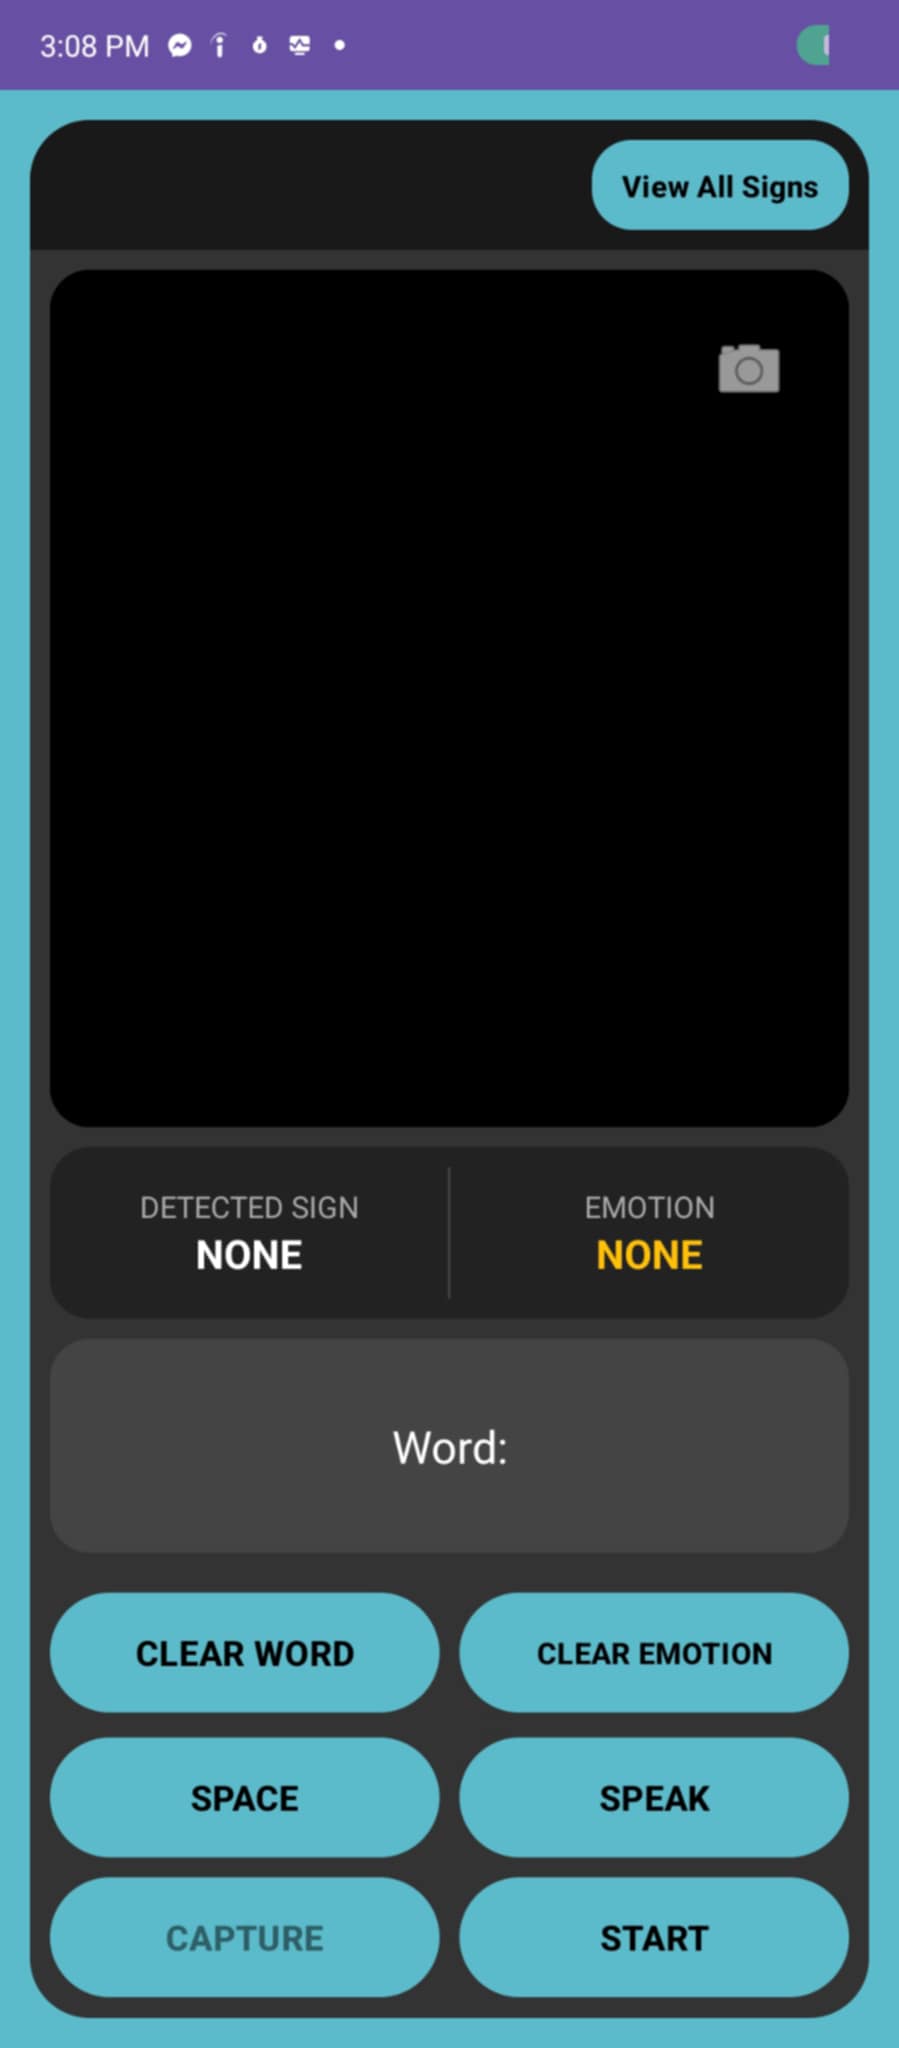 3:08 PM
View All Signs
DETECTED SIGN
NONE
EMOTION
NONE
Word:
CLEAR WORD
CLEAR EMOTION
SPACE
SPEAK
CAPTURE
START